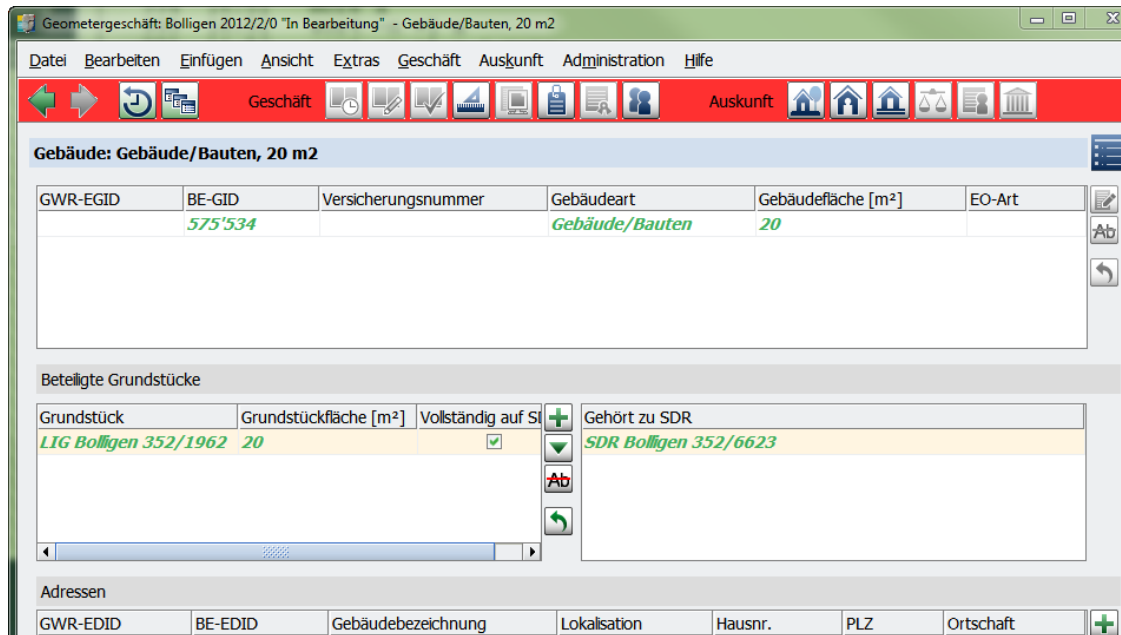 Geometergeschäft: Bolligen 2012/2/0 "In Bearbeitung" - Gebäude/Bauten, 20 m2
Datei Bearbeiten Einfügen Ansicht Extras Geschäft Auskunft Administration Hilfe
Geschäft Auskunft
Gebäude: Gebäude/Bauten, 20 m2
GWR-EGID BE-GID Versicherungsnummer Gebäudeart Gebäudefläche [m²] EO-Art
575'534 Gebäude/Bauten 20
Ab
Beteiligte Grundstücke
Grundstück Grundstückfläche [m²] Vollständig auf SD Gehört zu SDR
LIG Bolligen 352/1962 20 SDR Bolligen 352/6623
Ab
Adressen
GWR-EDID BE-EDID Gebäudebezeichnung Lokalisation Hausnr. PLZ Ortschaft